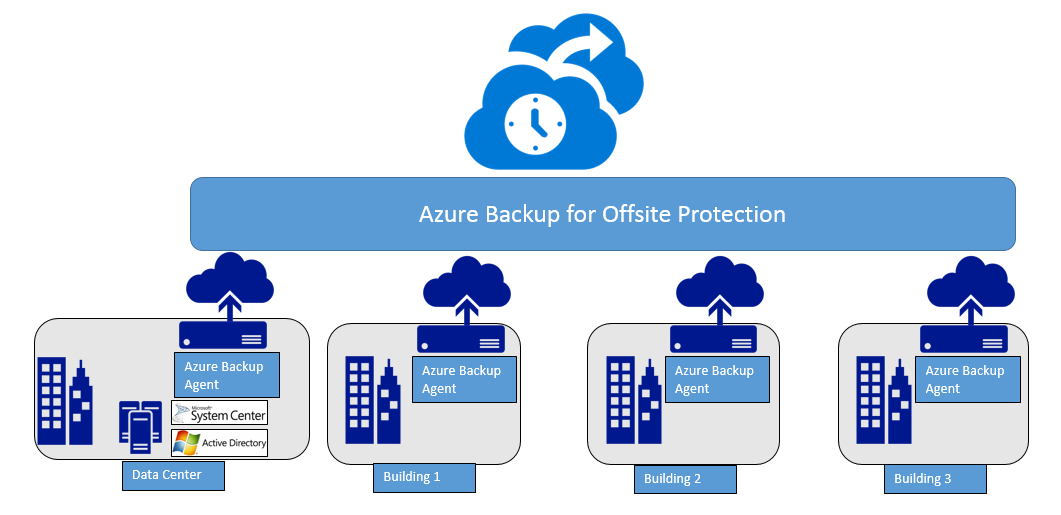 Azure Backup for Offsite Protection
Azure Backup
Agent
Microsoft
System Center
Active Directory
Data Center
Azure Backup
Agent
Building 1
Azure Backup
Agent
Building 2
Azure Backup
Agent
Building 3